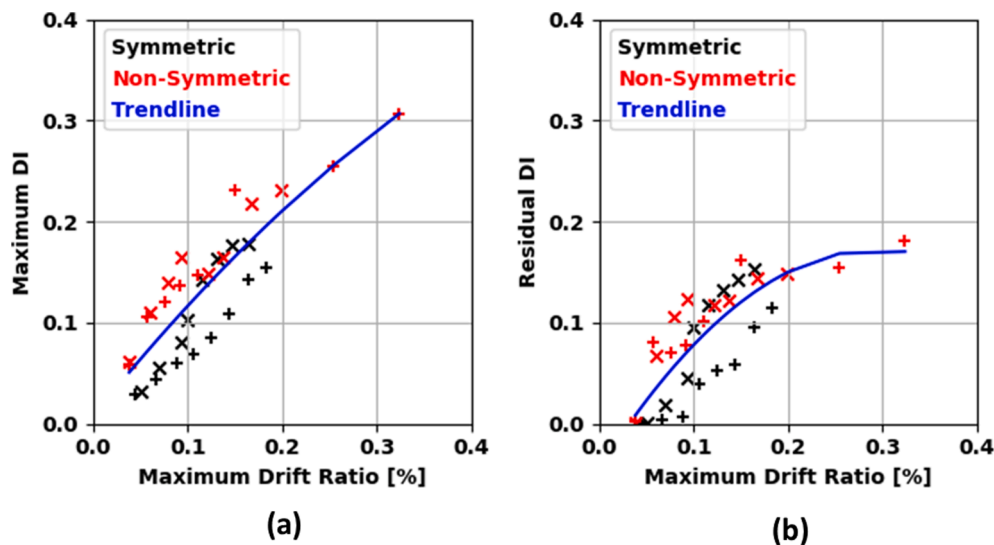 0.4
0.3
0.2
0.1
0.0
Maximum DI
Symmetric
Non-Symmetric
Trendline
0.0 0.1 0.2 0.3 0.4
Maximum Drift Ratio [%]
(a)
0.4
0.3
0.2
0.1
0.0
Residual DI
Symmetric
Non-Symmetric
Trendline
0.0 0.1 0.2 0.3 0.4
Maximum Drift Ratio [%]
(b)